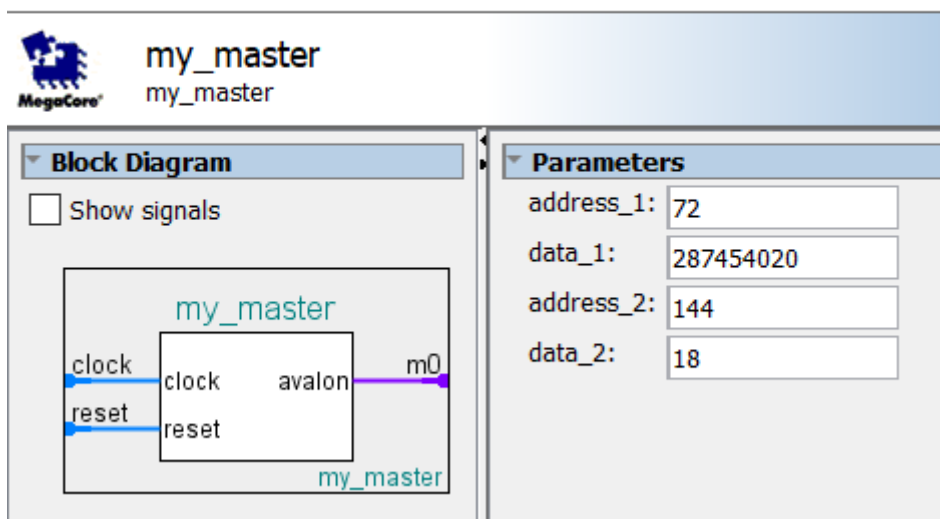 my_master
my_master
MegaCore®
Block Diagram
Show signals
my_master
clock
clock
avalon
m0
reset
reset
my_master
Parameters
address_1: 72
data_1: 287454020
address_2: 144
data_2: 18